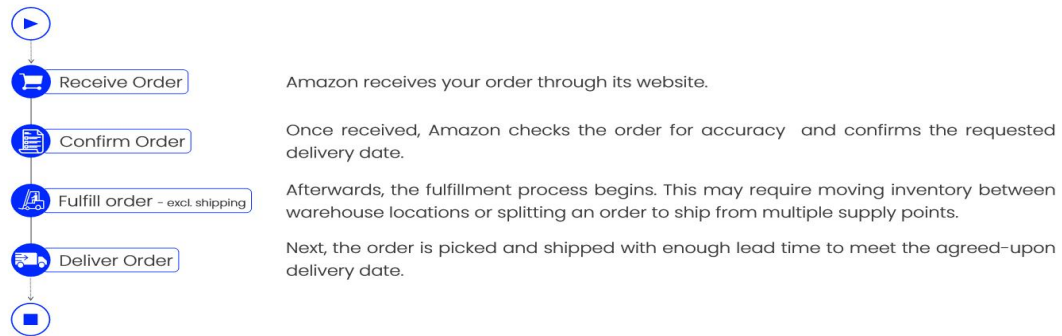 Receive Order
Amazon receives your order through its website.
Confirm Order
Once received, Amazon checks the order for accuracy and confirms the requested
delivery date.
Fulfill order - excl. shipping
Afterwards, the fulfillment process begins. This may require moving inventory between
warehouse locations or splitting an order to ship from multiple supply points.
Deliver Order
Next, the order is picked and shipped with enough lead time to meet the agreed-upon
delivery date.